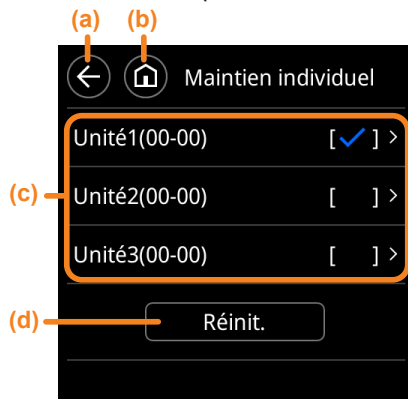 (a) (b)
Maintien individuel
Unité1(00-00) [✓] >
(c) Unité2(00-00) [ ] >
Unité3(00-00) [ ] >
(d) Réinit.